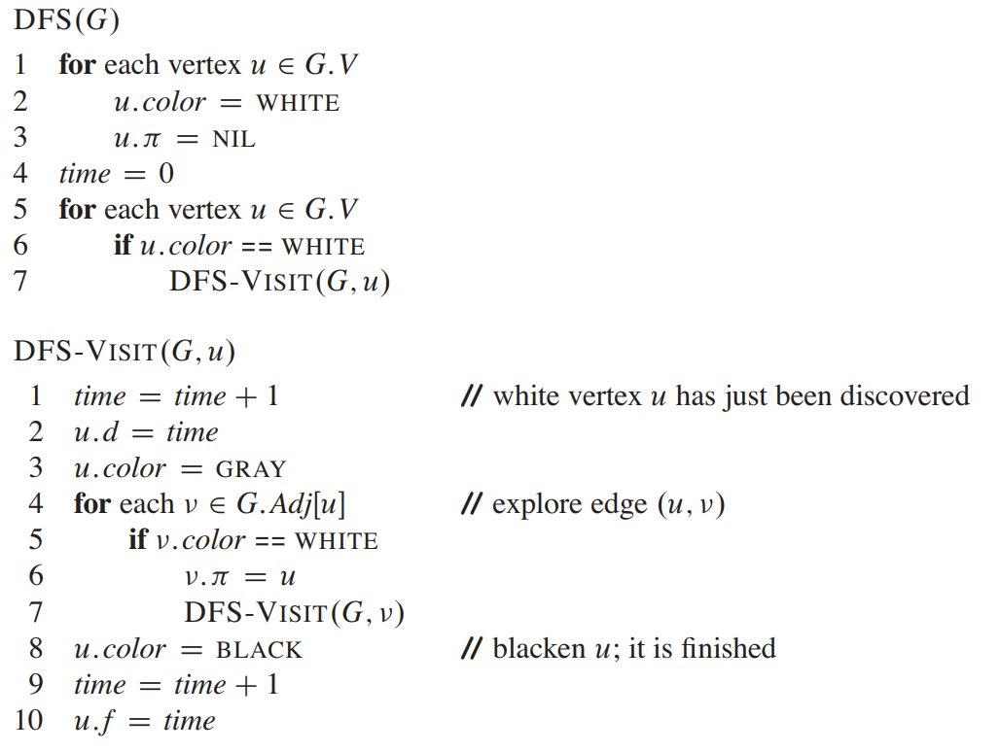 DFS(G)
1 for each vertex u ∈ G.V
2 u.color = WHITE
3 u.π = NIL
4 time = 0
5 for each vertex u ∈ G.V
6 if u.color == WHITE
7 DFS-VISIT(G, u)
DFS-VISIT(G, u)
1 time = time + 1 // white vertex u has just been discovered
2 u.d = time
3 u.color = GRAY
4 for each v ∈ G.Adj[u] // explore edge (u, v)
5 if v.color == WHITE
6 v.π = u
7 DFS-VISIT(G, v)
8 u.color = BLACK // blacken u; it is finished
9 time = time + 1
10 u.f = time